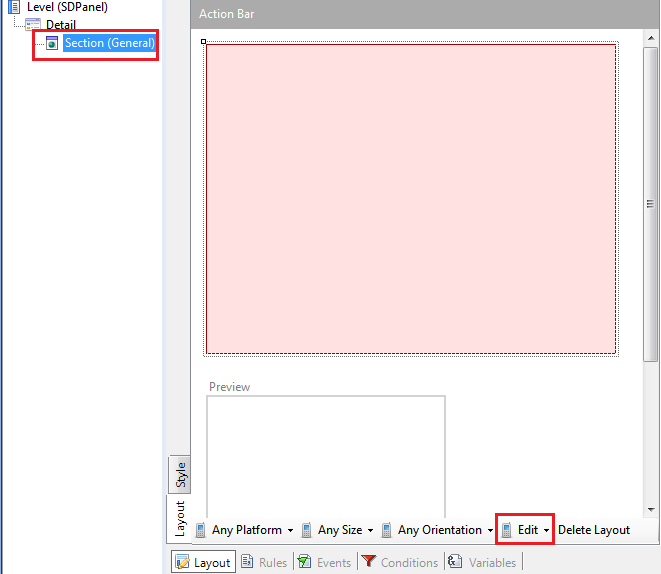 Level (SDPanel)
Detail
Section (General)
Action Bar
Preview
Style
Layout
Any Platform Any Size Any Orientation Edit Delete Layout
Layout Rules Events Conditions Variables